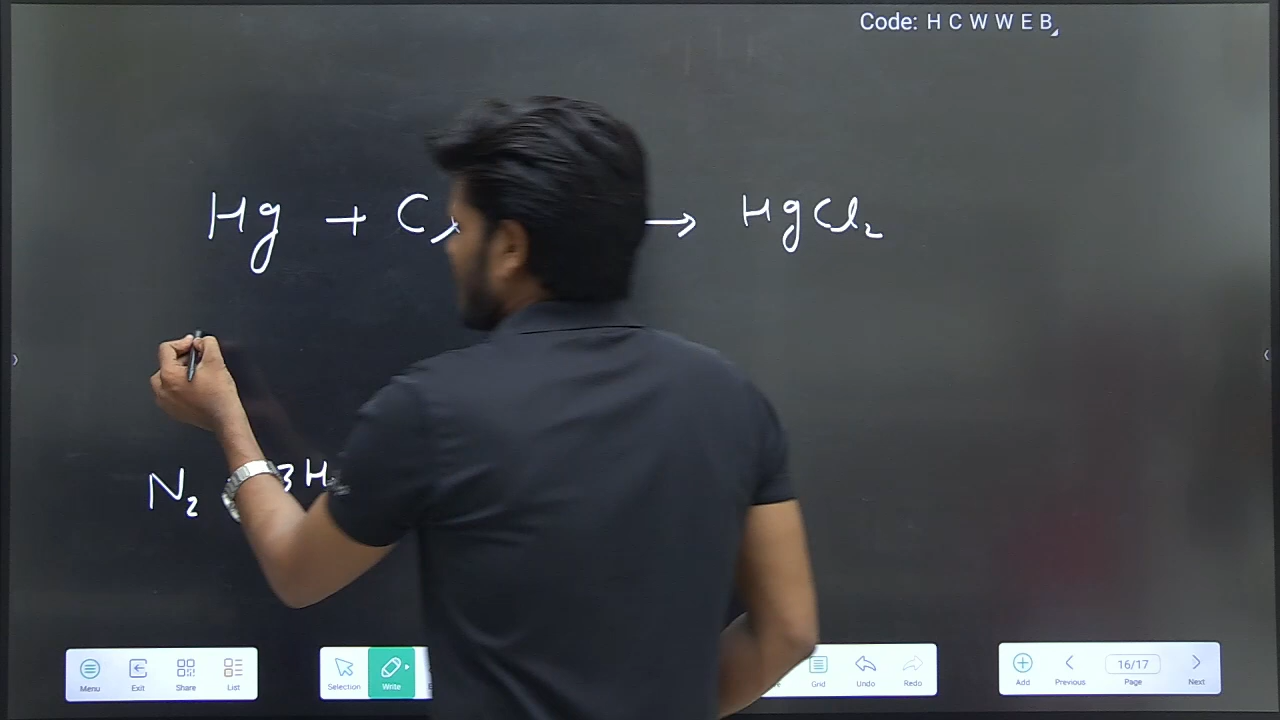 Code: H C W W E B
Hg + C → HgCl₂
N₂ 3H
Menu Exit Share List Selection Write Grid Undo Redo Add Previous 16/17 Page Next